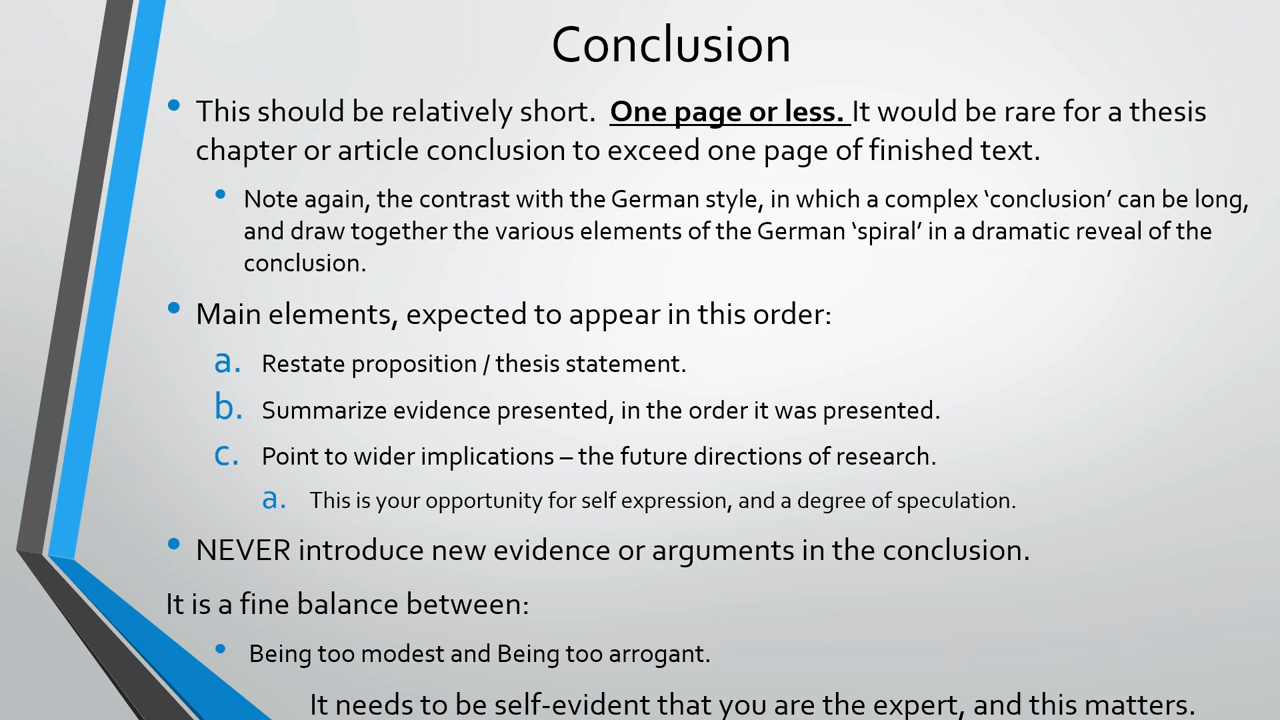 Conclusion
• This should be relatively short.  One page or less. It would be rare for a thesis
chapter or article conclusion to exceed one page of finished text.
• Note again, the contrast with the German style, in which a complex ‘conclusion’ can be long,
and draw together the various elements of the German ‘spiral’ in a dramatic reveal of the
conclusion.
• Main elements, expected to appear in this order:
a. Restate proposition / thesis statement.
b. Summarize evidence presented, in the order it was presented.
c. Point to wider implications – the future directions of research.
a. This is your opportunity for self expression, and a degree of speculation.
• NEVER introduce new evidence or arguments in the conclusion.
It is a fine balance between:
• Being too modest and Being too arrogant.
It needs to be self-evident that you are the expert, and this matters.